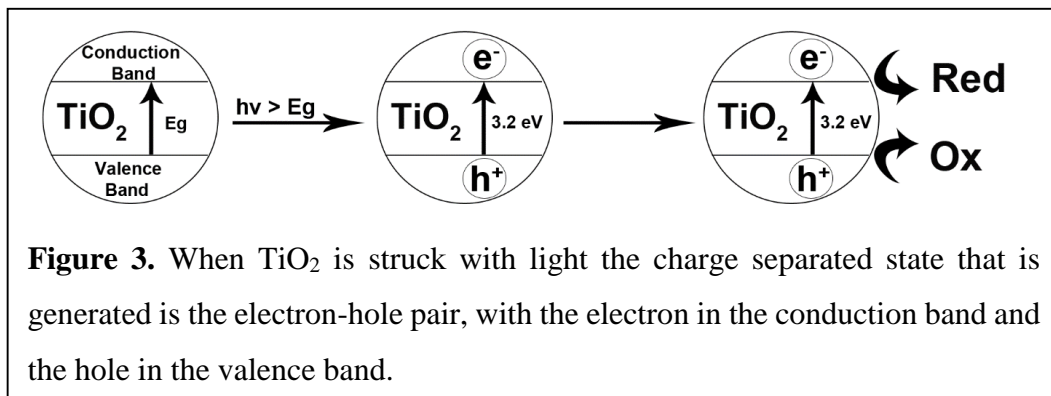 Conduction
Band
TiO₂
Eg
Valence
Band
hv > Eg
e⁻
TiO₂
3.2 eV
h⁺
e⁻
TiO₂
3.2 eV
h⁺
Red
Ox
Figure 3. When TiO₂ is struck with light the charge separated state that is
generated is the electron-hole pair, with the electron in the conduction band and
the hole in the valence band.